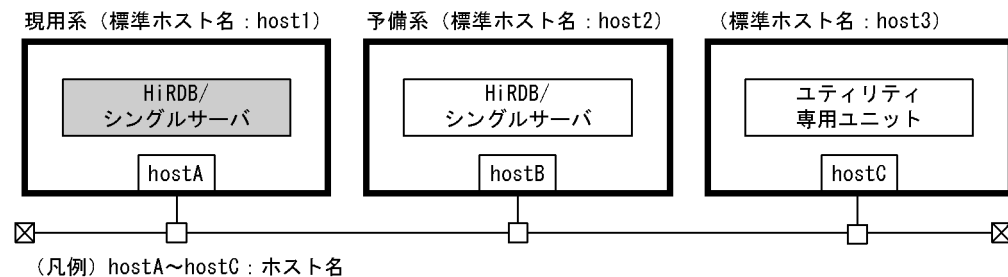 現用系（標準ホスト名：host1）
予備系（標準ホスト名：host2）
（標準ホスト名：host3）
HiRDB/
シングルサーバ
HiRDB/
シングルサーバ
ユティリティ
専用ユニット
hostA
hostB
hostC
（凡例）hostA～hostC：ホスト名